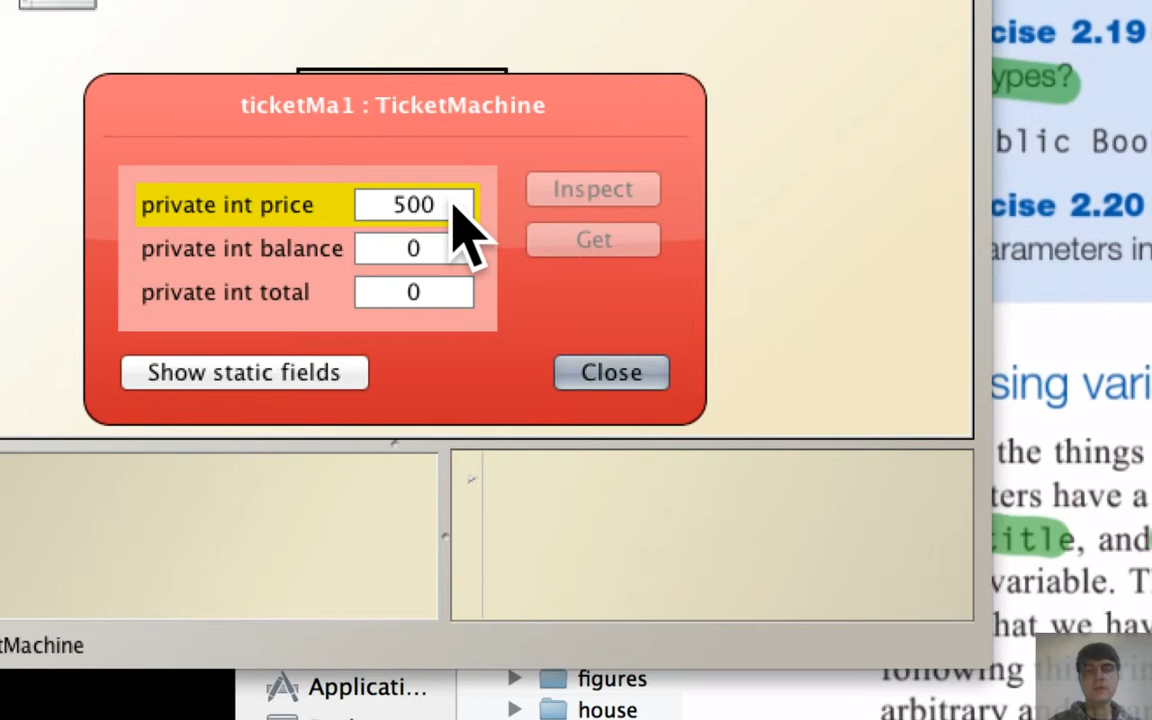 cise 2.19
ypes?
ticketMa1 : TicketMachine
blic Boo
private int price 500 Inspect
cise 2.20
private int balance 0 Get
arameters in
private int total 0
Show static fields Close
sing vari
the things
ters have a
title, and
variable. T
tMachine
hat we hav
Applicati... figures
following
house
arbitrary